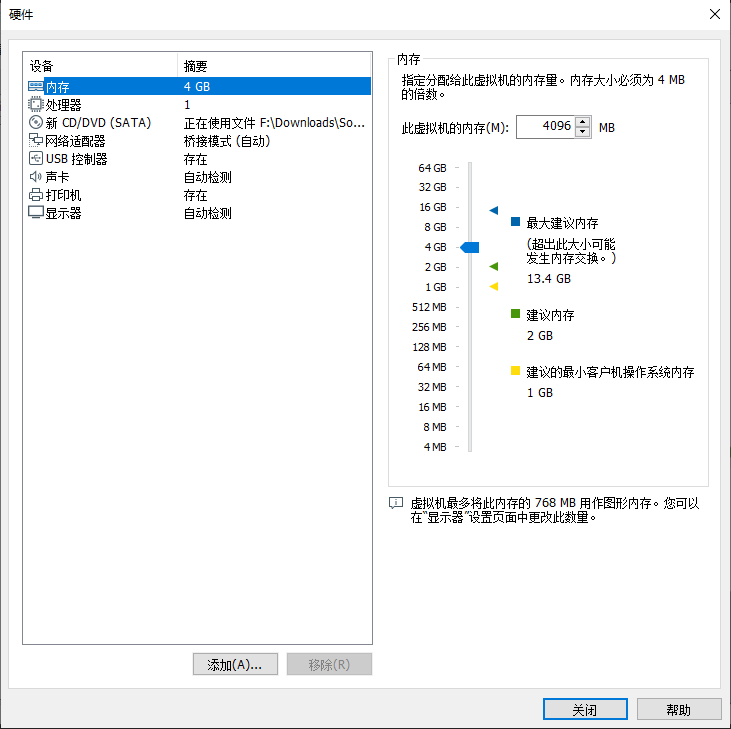 硬件
设备 摘要
内存 4 GB
处理器 1
新 CD/DVD (SATA) 正在使用文件 F:\Downloads\So...
网络适配器 桥接模式 (自动)
USB 控制器 存在
声卡 自动检测
打印机 存在
显示器 自动检测
添加(A)...
移除(R)
内存
指定分配给此虚拟机的内存量。内存大小必须为 4 MB
的倍数。
此虚拟机的内存(M): 4096 MB
64 GB
32 GB
16 GB
8 GB
4 GB
2 GB
1 GB
512 MB
256 MB
128 MB
64 MB
32 MB
16 MB
8 MB
4 MB
最大建议内存
(超出此大小可能
发生内存交换。)
13.4 GB
建议内存
2 GB
建议的最小客户机操作系统内存
1 GB
虚拟机最多将此内存的 768 MB 用作图形内存。您可以
在“显示器”设置页面中更改此数量。
关闭
帮助